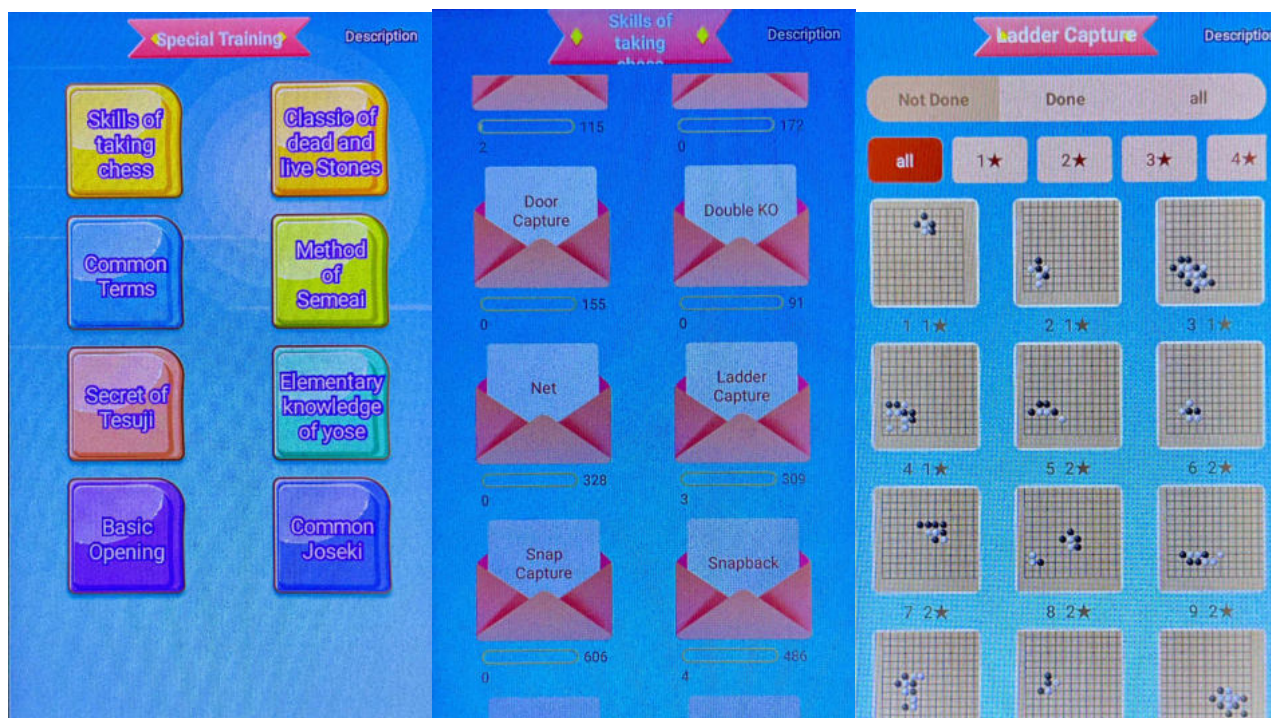 Special Training
Description
Skills of
taking
chess
Classic of
dead and
live Stones
Common
Terms
Method
of
Semeai
Secret of
Tesuji
Elementary
knowledge
of yose
Basic
Opening
Common
Joseki
Skills of
taking
chess
Description
115
2
172
0
Door
Capture
155
0
Double KO
91
0
Net
328
0
Ladder
Capture
309
3
Snap
Capture
606
0
Snapback
486
4
Ladder Capture
Description
Not Done
Done
all
all
1★
2★
3★
4★
1 1★
2 1★
3 1★
4 1★
5 2★
6 2★
7 2★
8 2★
9 2★